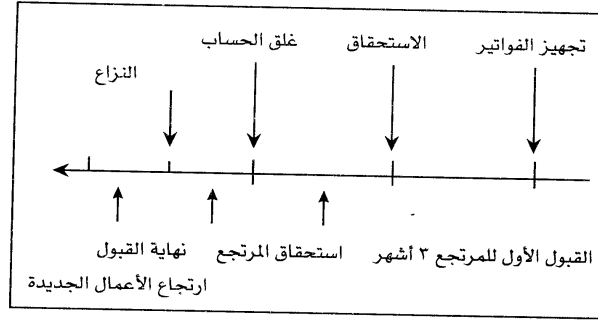 تجهيز الفواتير
الاستحقاق
غلق الحساب
النزاع
القبول الأول للمرتجع ٣ أشهر
استحقاق المرتجع
نهاية القبول
ارتجاع الأعمال الجديدة